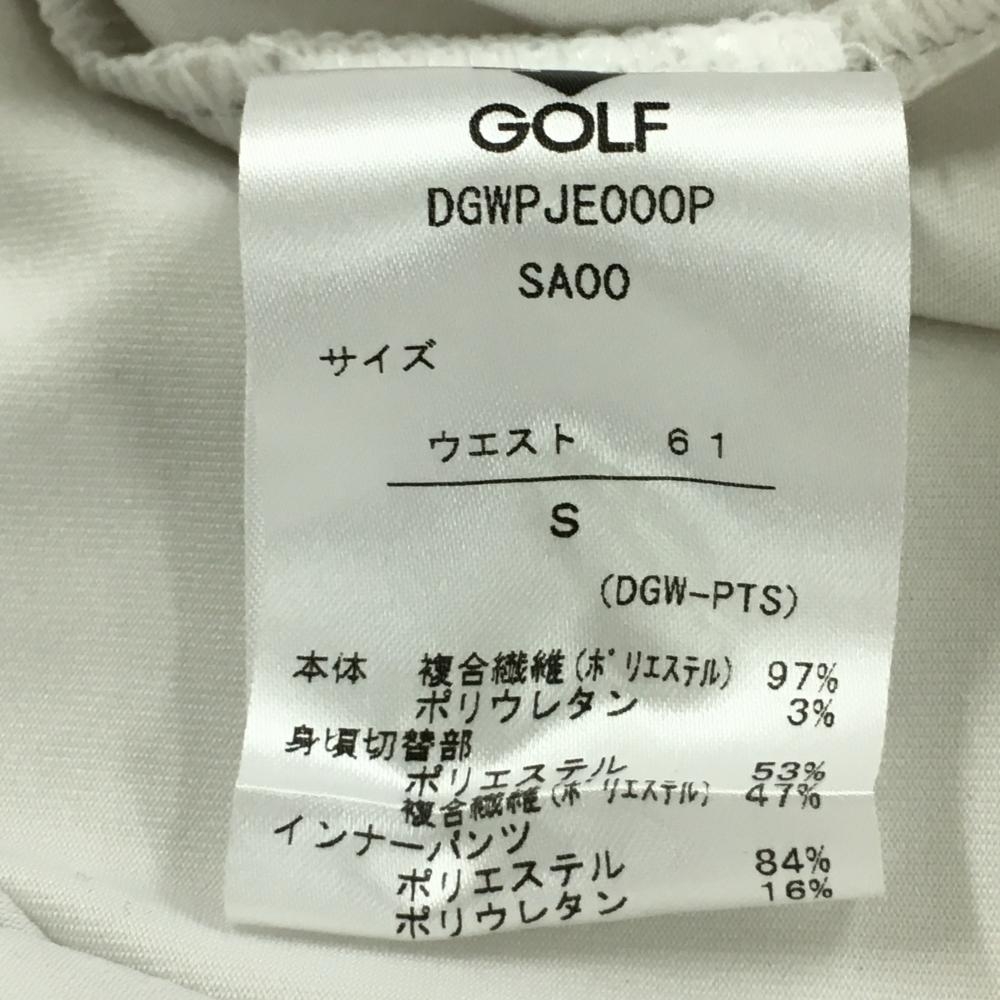 GOLF
DGWPJE000P
SA00
サイズ
ウエスト 61
S
(DGW-PTS)
本体 複合繊維(ポリエステル) 97%
ポリウレタン 3%
身頃切替部
ポリエステル 53%
複合繊維(ポリエステル) 47%
インナーパンツ
ポリエステル 84%
ポリウレタン 16%